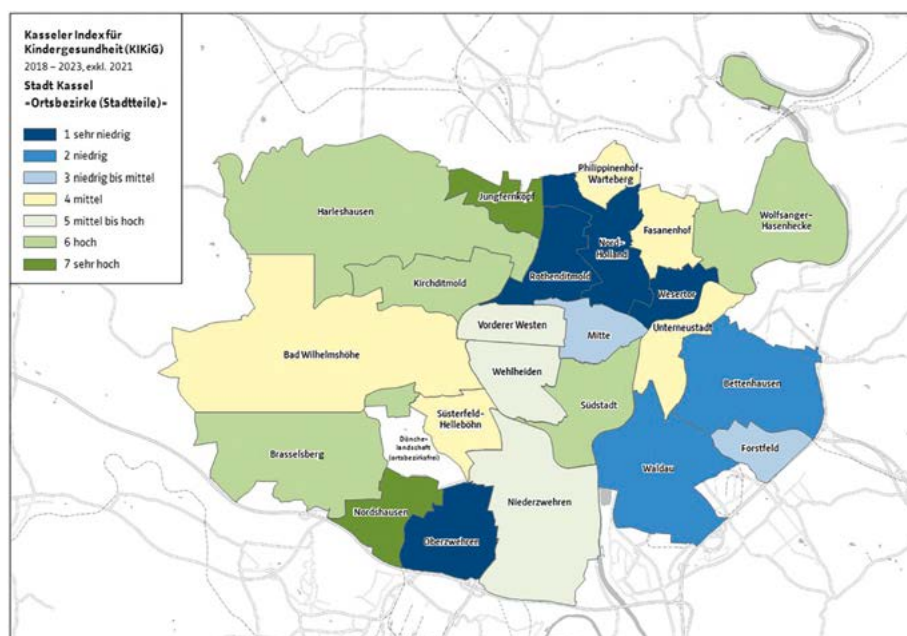 Kasseler Index für
Kindergesundheit (KIKiG)
2018 – 2023, exkl. 2021
Stadt Kassel
-Ortsbezirke (Stadtteile)-
1 sehr niedrig
2 niedrig
3 niedrig bis mittel
4 mittel
5 mittel bis hoch
6 hoch
7 sehr hoch
Philippinenhof-
Warteberg
Jungfernkopf
Harleshausen
Fasanenhof
Wolfsanger-
Hasenhecke
Nord-
Holland
Rothenditmold
Kirchditmold
Wesertor
Vorderer Westen
Mitte
Unterneustadt
Bad Wilhelmshöhe
Wehlheiden
Bettenhausen
Südstadt
Süsterfeld-
Helleböhn
Dönche-
landschaft
(ortsbezirkfrei)
Brasselsberg
Forstfeld
Waldau
Niederzwehren
Nordshausen
Oberzwehren